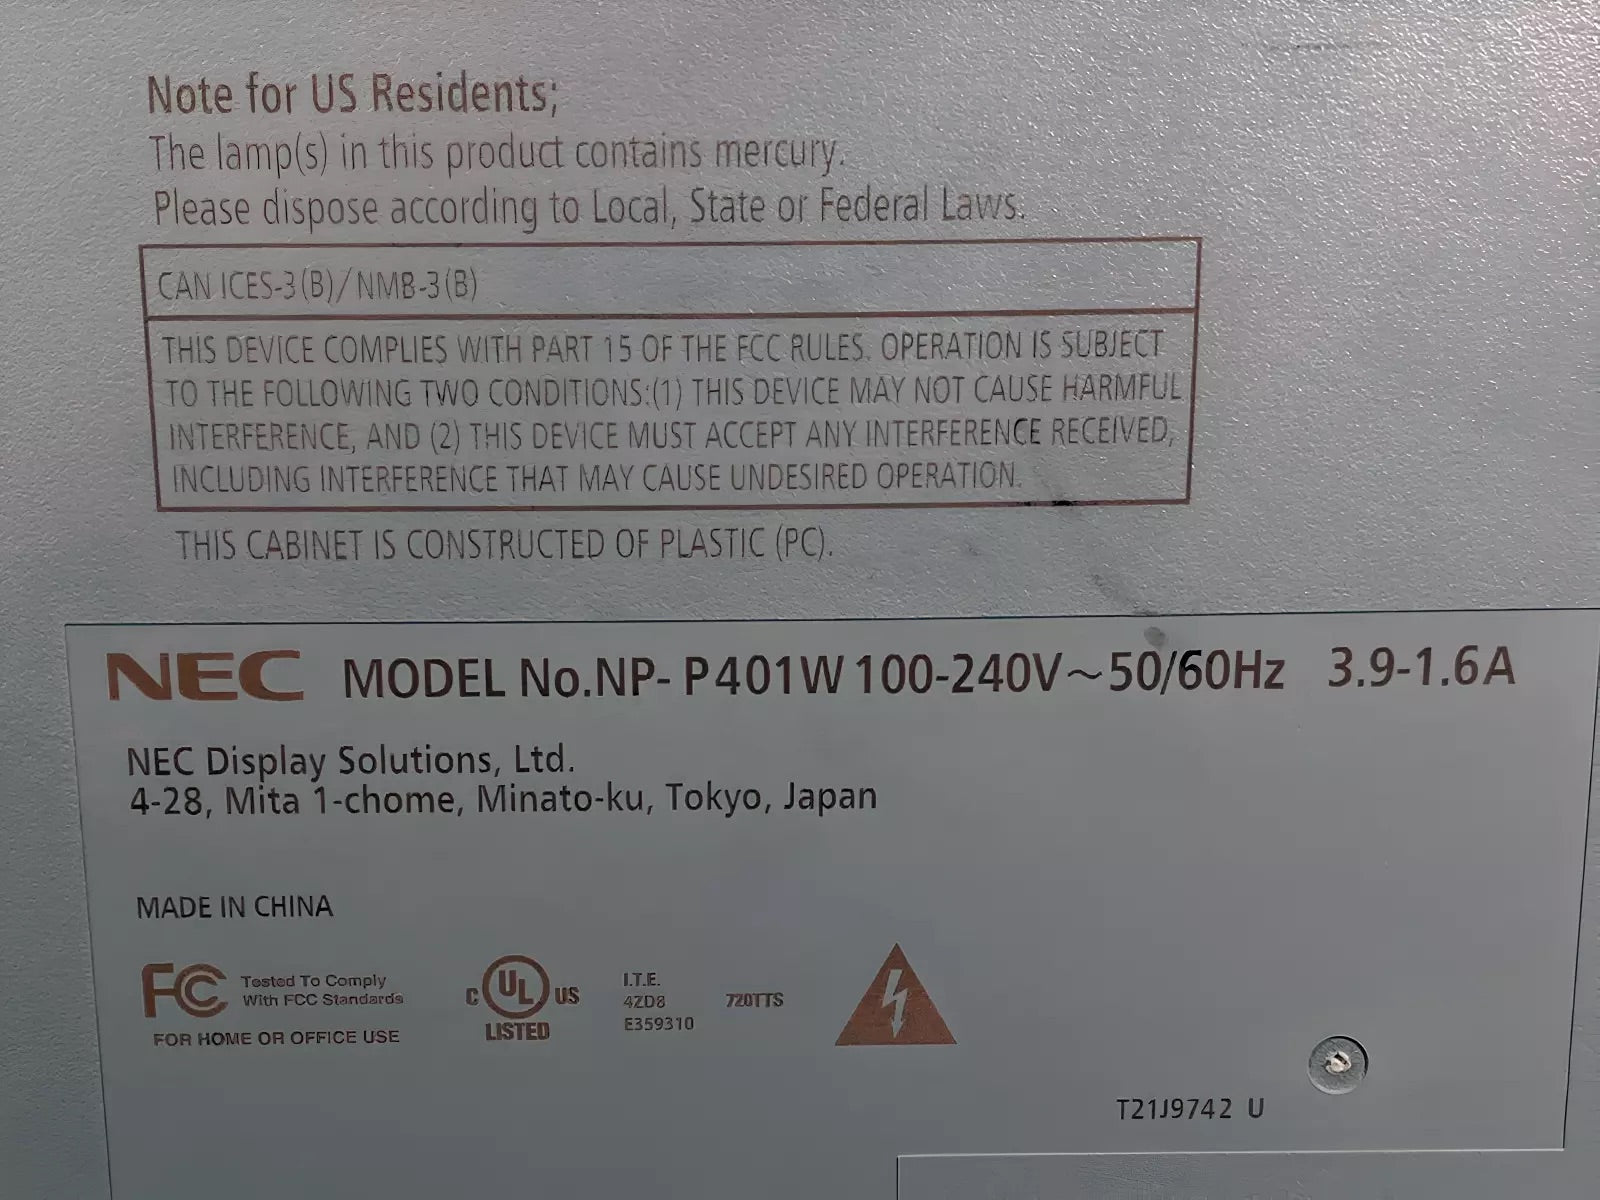 Note for US Residents;
The lamp(s) in this product contains mercury.
Please dispose according to Local, State or Federal Laws.
CAN ICES-3(B)/NMB-3(B)
THIS DEVICE COMPLIES WITH PART 15 OF THE FCC RULES. OPERATION IS SUBJECT
TO THE FOLLOWING TWO CONDITIONS:(1) THIS DEVICE MAY NOT CAUSE HARMFUL
INTERFERENCE, AND (2) THIS DEVICE MUST ACCEPT ANY INTERFERENCE RECEIVED,
INCLUDING INTERFERENCE THAT MAY CAUSE UNDESIRED OPERATION.
THIS CABINET IS CONSTRUCTED OF PLASTIC (PC).
NEC MODEL No.NP- P401W 100-240V~50/60Hz 3.9-1.6A
NEC Display Solutions, Ltd.
4-28, Mita 1-chome, Minato-ku, Tokyo, Japan
MADE IN CHINA
FC Tested To Comply
With FCC Standards
FOR HOME OR OFFICE USE
C UL US
LISTED
I.T.E.
42D8
E359310
720TTS
T21J9742 U